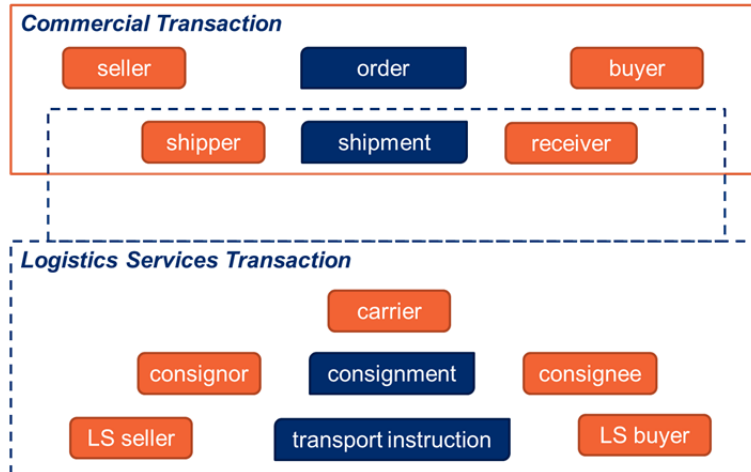 Commercial Transaction
seller order buyer
shipper shipment receiver
Logistics Services Transaction
carrier
consignor consignment consignee
LS seller transport instruction LS buyer